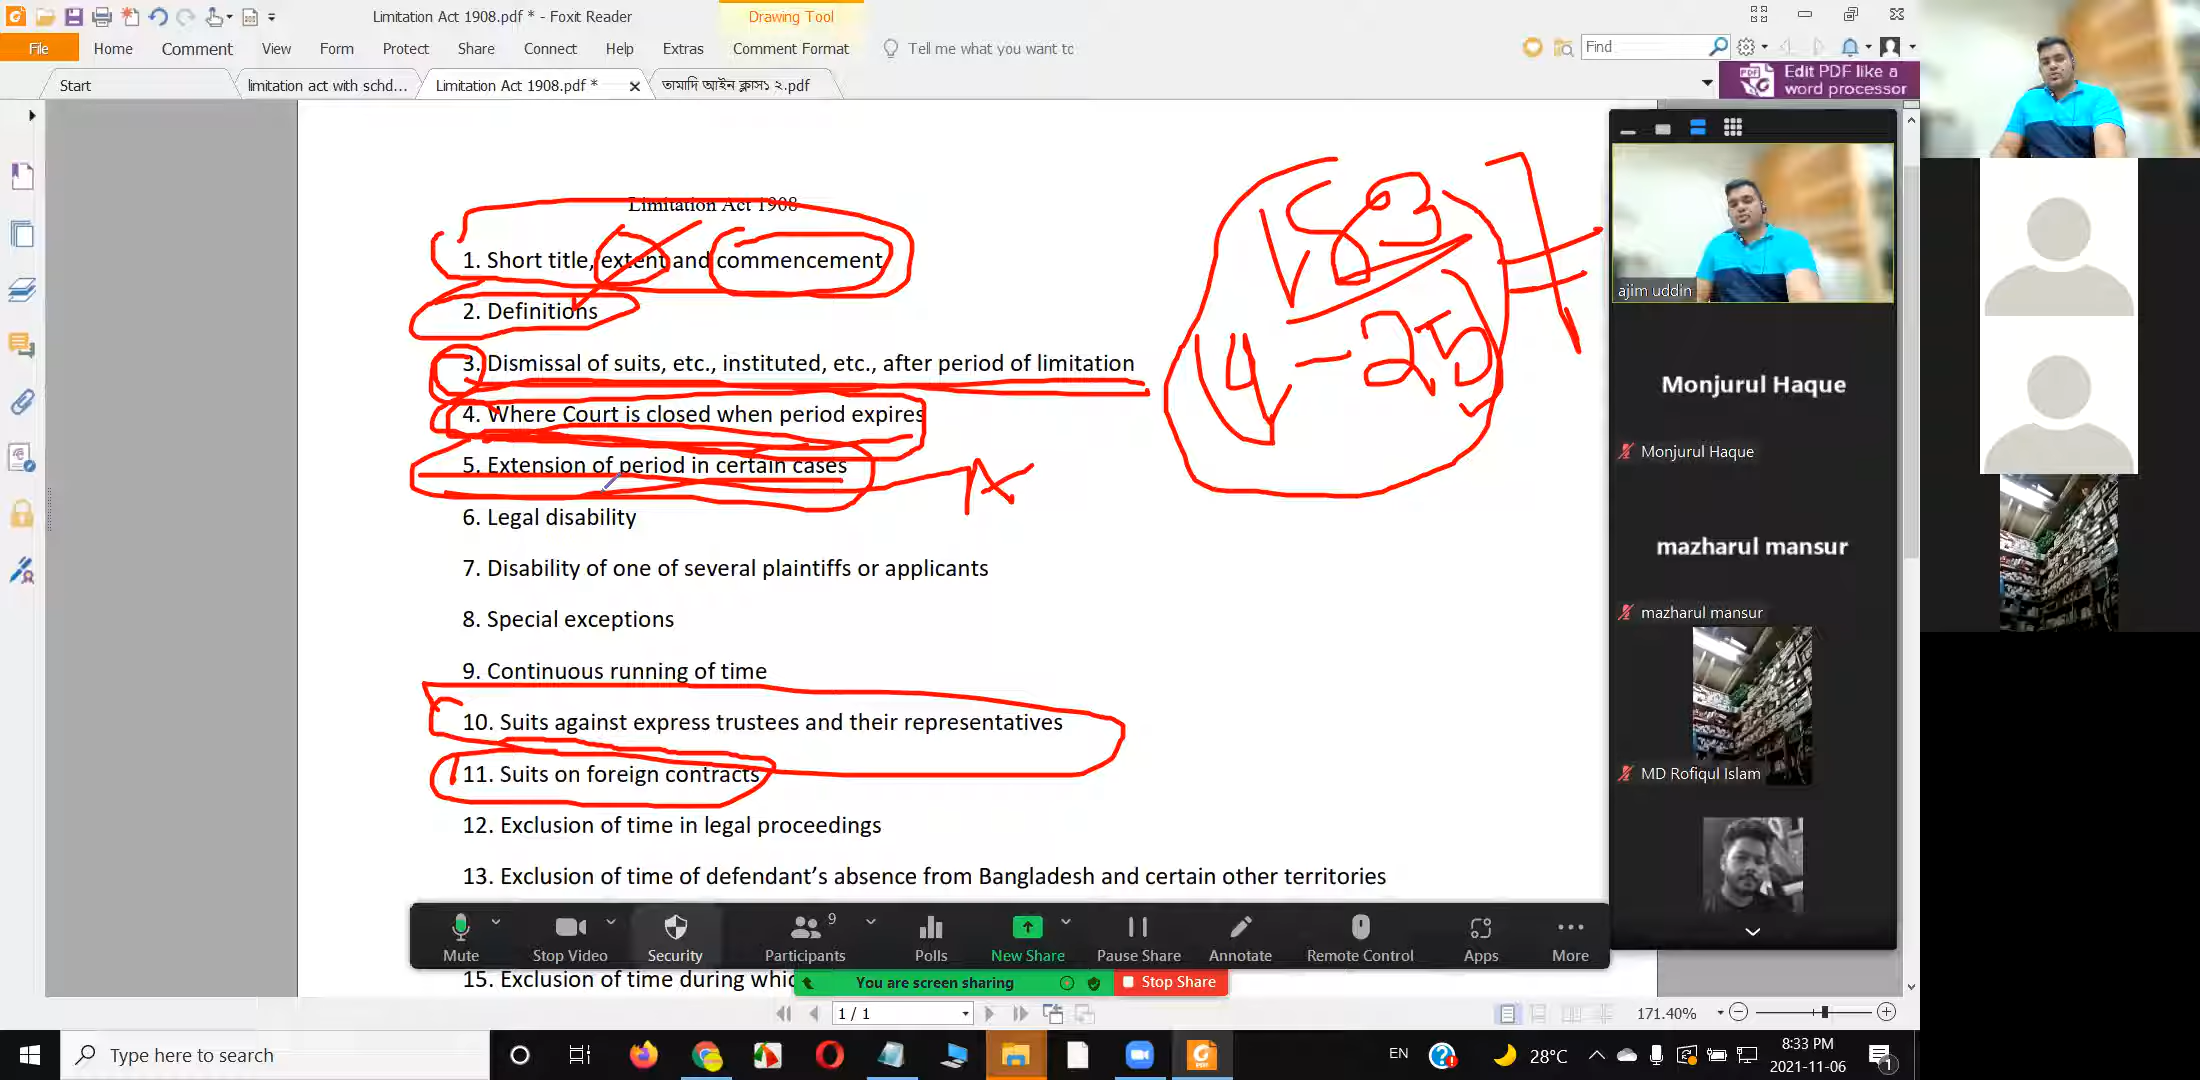 Limitation Act 1908.pdf * - Foxit Reader
Drawing Tool
File Home Comment View Form Protect Share Connect Help Extras Comment Format Tell me what you want tc Find
Start
limitation act with schd...
Limitation Act 1908.pdf *
তামাদি আইন ক্লাস১ ২.pdf
Edit PDF like a
word processor
Limitation Act 1908
1. Short title, extent and commencement
2. Definitions
3. Dismissal of suits, etc., instituted, etc., after period of limitation
4. Where Court is closed when period expires
5. Extension of period in certain cases
6. Legal disability
7. Disability of one of several plaintiffs or applicants
8. Special exceptions
9. Continuous running of time
10. Suits against express trustees and their representatives
11. Suits on foreign contracts
12. Exclusion of time in legal proceedings
13. Exclusion of time of defendant’s absence from Bangladesh and certain other territories
15. Exclusion of time during whic
4 - 25
ajim uddin
Monjurul Haque
Monjurul Haque
mazharul mansur
mazharul mansur
MD Rofiqul Islam
Mute Stop Video Security Participants 9 Polls New Share Pause Share Annotate Remote Control Apps More
You are screen sharing Stop Share
1 / 1
171.40%
Type here to search
EN
28°C
8:33 PM
2021-11-06
1